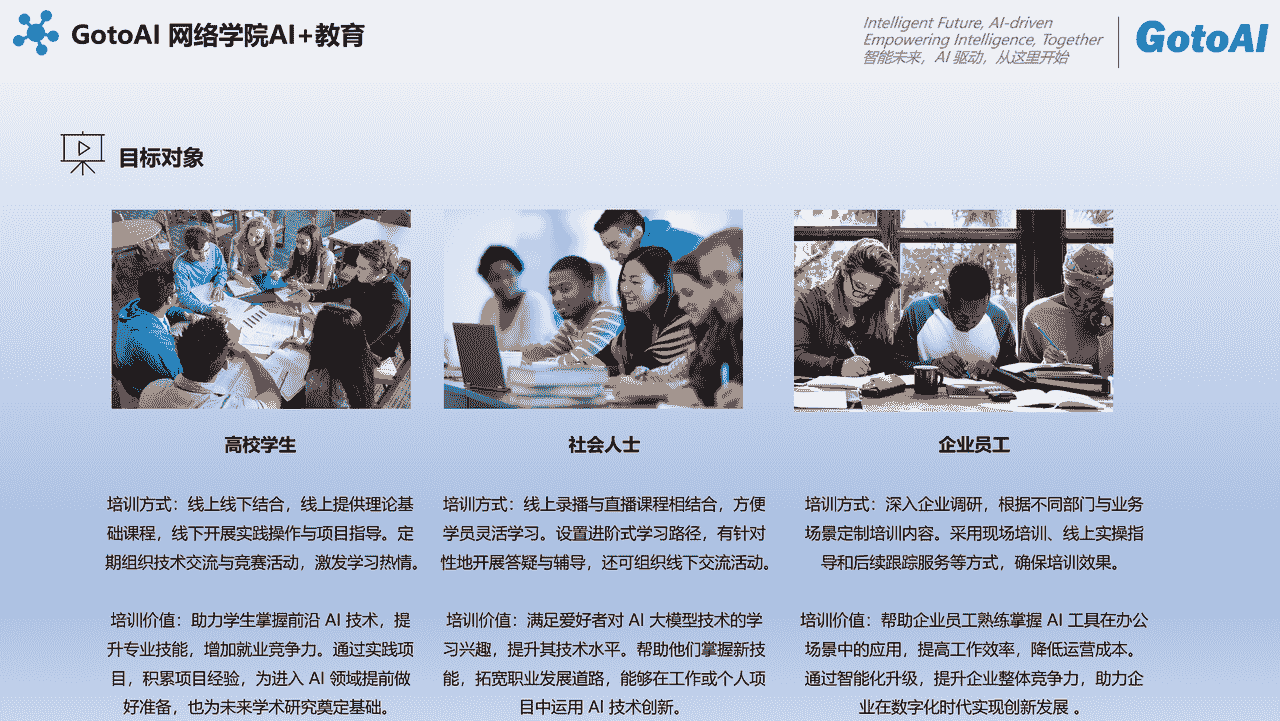 GotoAI 网络学院AI+教育
Intelligent Future, AI-driven
Empowering Intelligence, Together
智能未来，AI 驱动，从这里开始
GotoAI
目标对象
高校学生
培训方式：线上线下结合，线上提供理论基
础课程，线下开展实践操作与项目指导。定
期组织技术交流与竞赛活动，激发学习热情。
培训价值：助力学生掌握前沿 AI 技术，提
升专业技能，增加就业竞争力。通过实践项
目，积累项目经验，为进入 AI 领域提前做
好准备，也为未来学术研究奠定基础。
社会人士
培训方式：线上录播与直播课程相结合，方便
学员灵活学习。设置进阶式学习路径，有针对
性地开展答疑与辅导，还可组织线下交流活动。
培训价值：满足爱好者对 AI 大模型技术的学
习兴趣，提升其技术水平。帮助他们掌握新技
能，拓宽职业发展道路，能够在工作或个人项
目中运用 AI 技术创新。
企业员工
培训方式：深入企业调研，根据不同部门与业务
场景定制培训内容。采用现场培训、线上实操指
导和后续跟踪服务等方式，确保培训效果。
培训价值：帮助企业员工熟练掌握 AI 工具在办公
场景中的应用，提高工作效率，降低运营成本。
通过智能化升级，提升企业整体竞争力，助力企
业在数字化时代实现创新发展 。